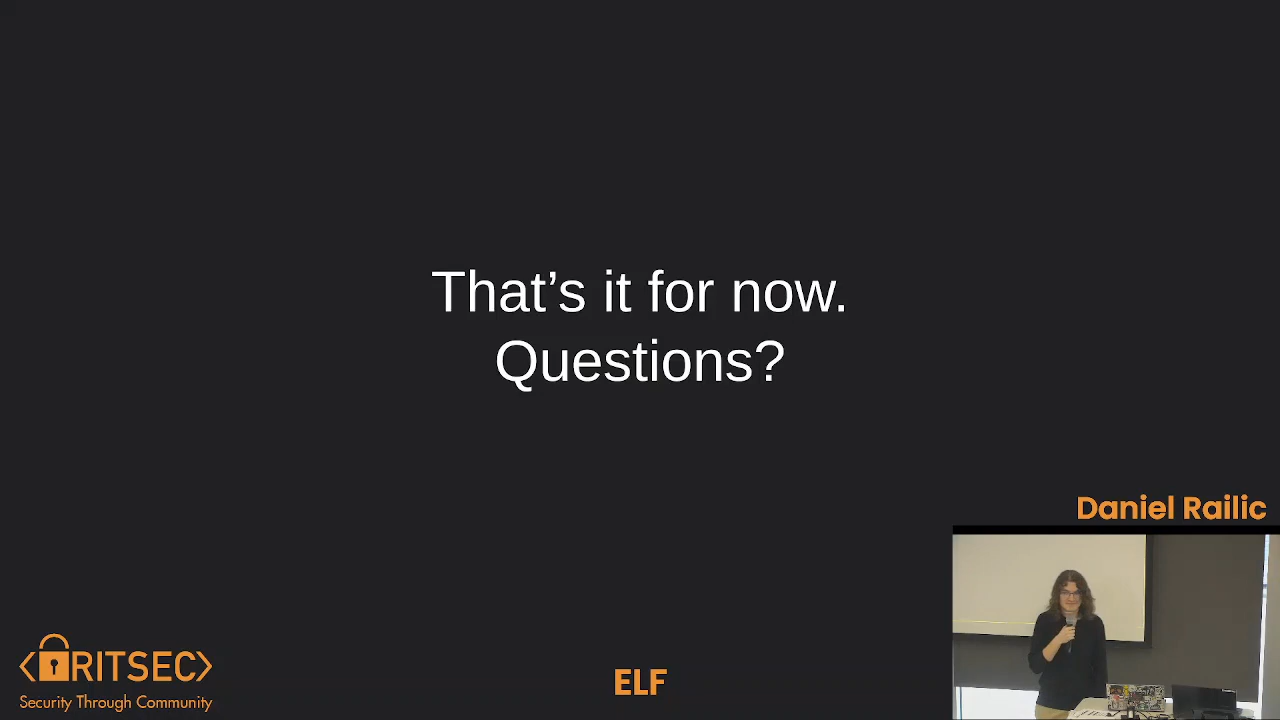 That’s it for now.
Questions?
Daniel Railic
RITSEC
Security Through Community
ELF